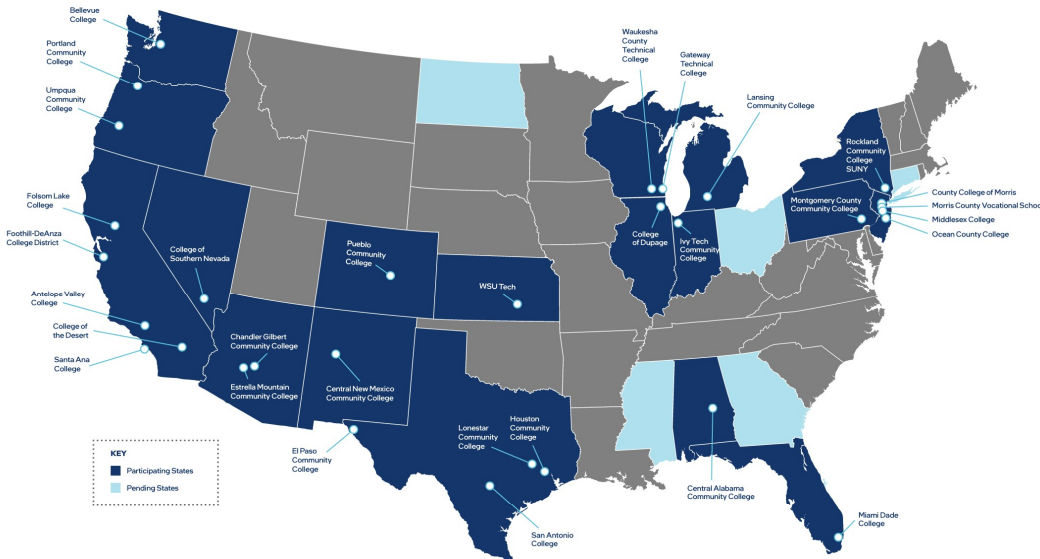 Bellevue
College
Portland
Community
College
Umpqua
Community
College
Folsom Lake
College
Foothill-DeAnza
College District
Antelope Valley
College
College of
the Desert
Santa Ana
College
College of
Southern Nevada
Chandler Gilbert
Community College
Estrella Mountain
Community College
Pueblo
Community
College
Central New Mexico
Community College
WSU Tech
El Paso
Community
College
Lonestar
Community
College
Houston
Community
College
San Antonio
College
Waukesha
County
Technical
College
Gateway
Technical
College
Lansing
Community College
College
of Dupage
Ivy Tech
Community
College
Rockland
Community
College
SUNY
Montgomery County
Community College
County College of Morris
Morris County Vocational School
Middlesex College
Ocean County College
Central Alabama
Community College
Miami Dade
College
KEY
Participating States
Pending States